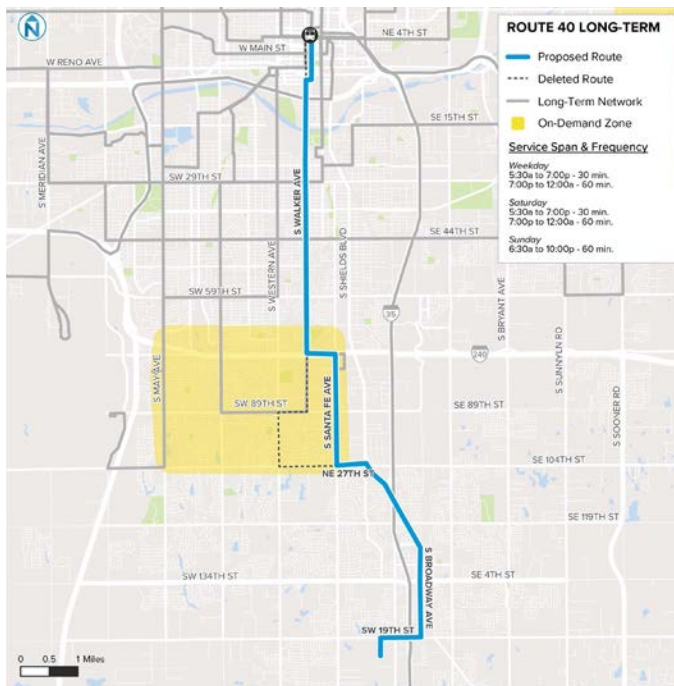 N
ROUTE 40 LONG-TERM
Proposed Route
Deleted Route
Long-Term Network
On-Demand Zone
Service Span & Frequency
Weekday
5:30a to 7:00p - 30 min.
7:00p to 12:00a - 60 min.
Saturday
5:30a to 7:00p - 30 min.
7:00p to 12:00a - 60 min.
Sunday
6:30a to 10:00p - 60 min.
NE 4TH ST
W MAIN ST
W RENO AVE
SE 15TH ST
S MERIDIAN AVE
SW 29TH ST
S WALKER AVE
SE 44TH ST
S WESTERN AVE
S SHIELDS BLVD
SW 59TH ST
35
S BRYANT AVE
240
S SUNNYLN RD
S MAY AVE
SW 89TH ST
S SANTA FE AVE
SE 89TH ST
S SOONER RD
NE 27TH ST
SE 104TH ST
SE 119TH ST
SW 134TH ST
S BROADWAY AVE
SE 4TH ST
SW 19TH ST
0 0.5 1 Miles